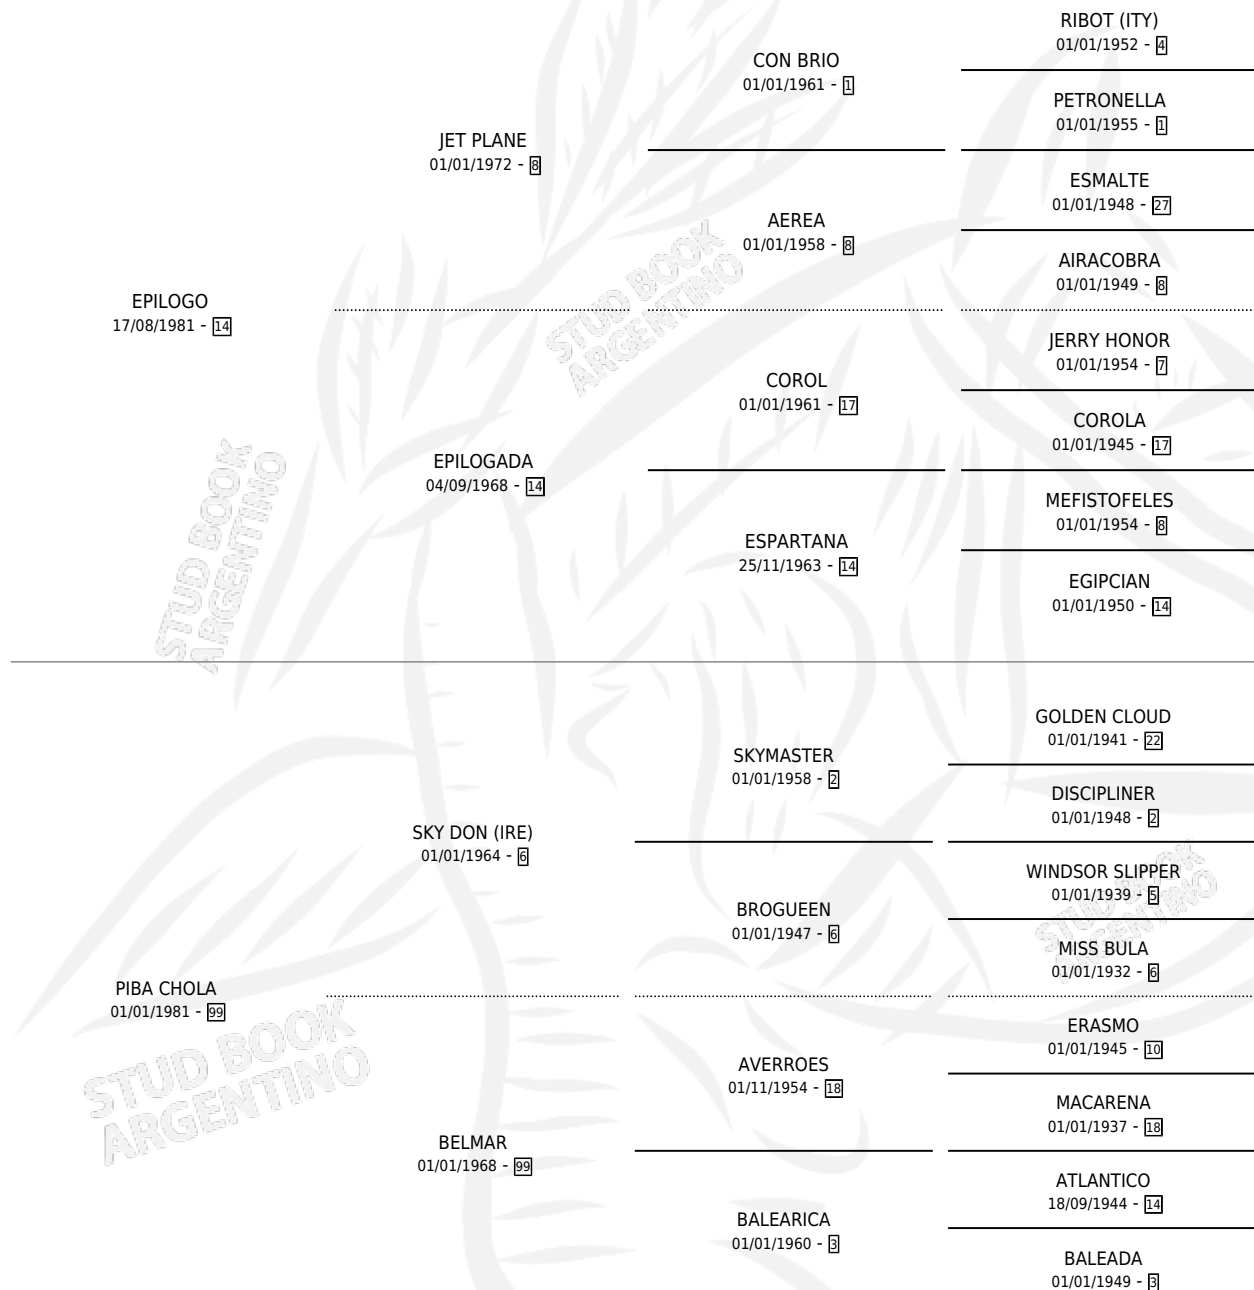 RIBOT (ITY)
01/01/1952 - 4
CON BRIO
01/01/1961 - 1
PETRONELLA
01/01/1955 - 1
JET PLANE
01/01/1972 - 8
ESMALTE
01/01/1948 - 27
AEREA
01/01/1958 - 8
AIRACOBRA
01/01/1949 - 8
EPILOGO
17/08/1981 - 14
STUD BOOK
ARGENTINO
JERRY HONOR
01/01/1954 - 7
COROL
01/01/1961 - 17
COROLA
01/01/1945 - 17
EPILOGADA
04/09/1968 - 14
MEFISTOFELES
01/01/1954 - 8
ESPARTANA
25/11/1963 - 14
EGIPCIAN
01/01/1950 - 14
STUD BOOK
ARGENTINO
GOLDEN CLOUD
01/01/1941 - 22
SKYMASTER
01/01/1958 - 2
DISCIPLINER
01/01/1948 - 2
SKY DON (IRE)
01/01/1964 - 6
WINDSOR SLIPPER
01/01/1939 - 5
BROGUEEN
01/01/1947 - 6
STUD BOOK
ARGENTINO
MISS BULA
01/01/1932 - 6
PIBA CHOLA
01/01/1981 - 99
ERASMO
01/01/1945 - 10
AVERROES
01/11/1954 - 18
STUD BOOK
ARGENTINO
MACARENA
01/01/1937 - 18
BELMAR
01/01/1968 - 99
ATLANTICO
18/09/1944 - 14
BALEARICA
01/01/1960 - 3
BALEADA
01/01/1949 - 3